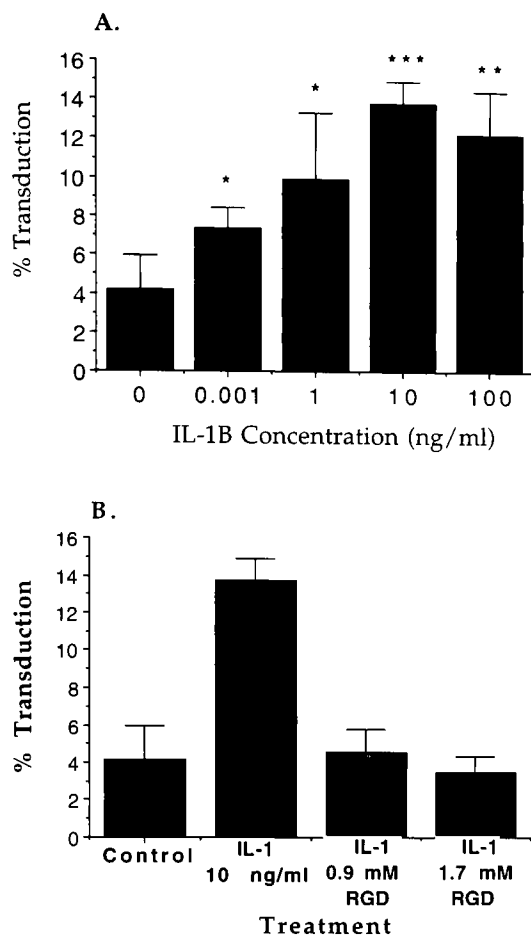 A.
% Transduction
16
14
12
10
8
6
4
2
0
*
*
***
**
0 0.001 1 10 100
IL-1B Concentration (ng/ml)
B.
% Transduction
16
14
12
10
8
6
4
2
0
Control
IL-1
10 ng/ml
IL-1
0.9 mM
RGD
IL-1
1.7 mM
RGD
Treatment